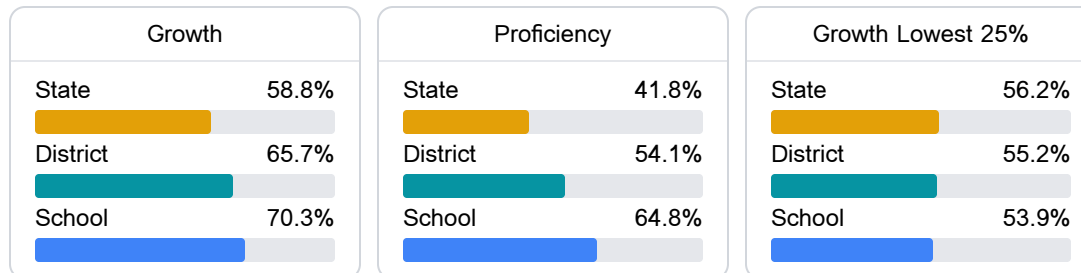 Growth
State 58.8%
District 65.7%
School 70.3%
Proficiency
State 41.8%
District 54.1%
School 64.8%
Growth Lowest 25%
State 56.2%
District 55.2%
School 53.9%